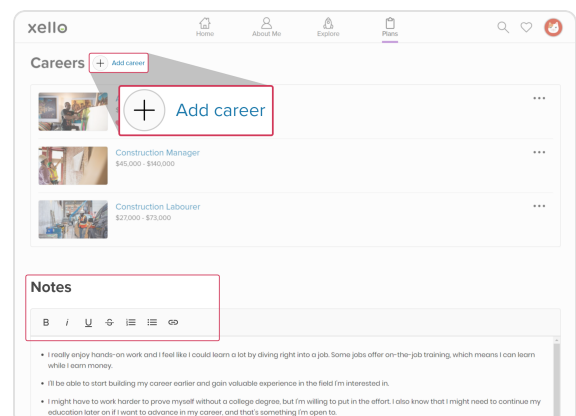 xello
Home
About Me
Explore
Plans
Careers
Add career
Add career
Construction Manager
$45,000 - $140,000
Construction Labourer
$27,000 - $73,000
Notes
B i U S
• I really enjoy hands-on work and I feel like I could learn a lot by diving right into a job. Some jobs offer on-the-job training, which means I can learn
while I earn money.
• I'll be able to start building my career earlier and gain valuable experience in the field I'm interested in.
• I might have to work harder to prove myself without a college degree, but I'm willing to put in the effort. I also know that I might need to continue my
education later on if I want to advance in my career, and that's something I'm open to.